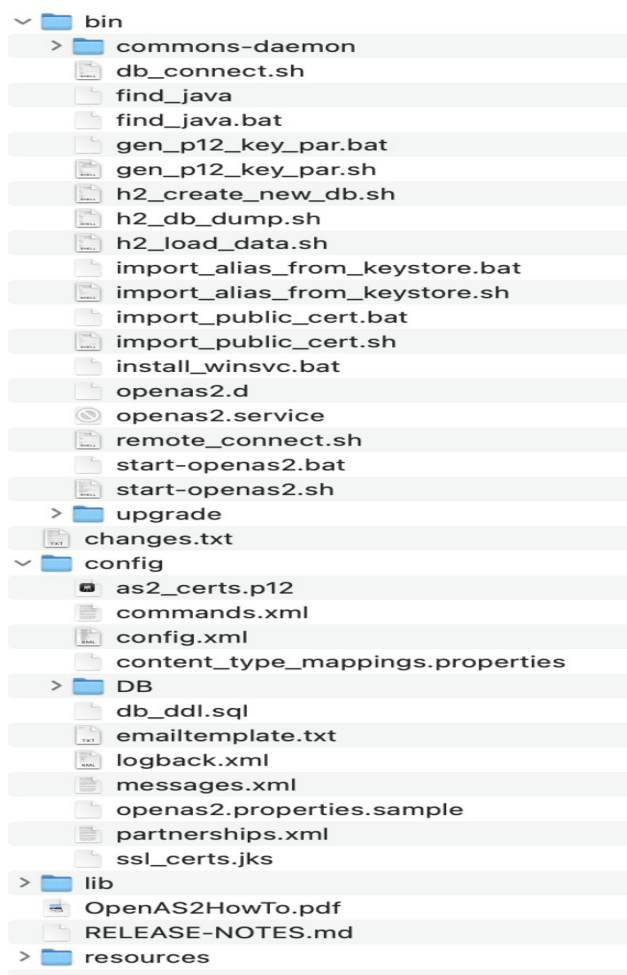 bin
commons-daemon
db_connect.sh
find_java
find_java.bat
gen_p12_key_par.bat
gen_p12_key_par.sh
h2_create_new_db.sh
h2_db_dump.sh
h2_load_data.sh
import_alias_from_keystore.bat
import_alias_from_keystore.sh
import_public_cert.bat
import_public_cert.sh
install_winsvc.bat
openas2.d
openas2.service
remote_connect.sh
start-openas2.bat
start-openas2.sh
upgrade
changes.txt
config
as2_certs.p12
commands.xml
config.xml
content_type_mappings.properties
DB
db_ddl.sql
emailtemplate.txt
logback.xml
messages.xml
openas2.properties.sample
partnerships.xml
ssl_certs.jks
lib
OpenAS2HowTo.pdf
RELEASE-NOTES.md
resources